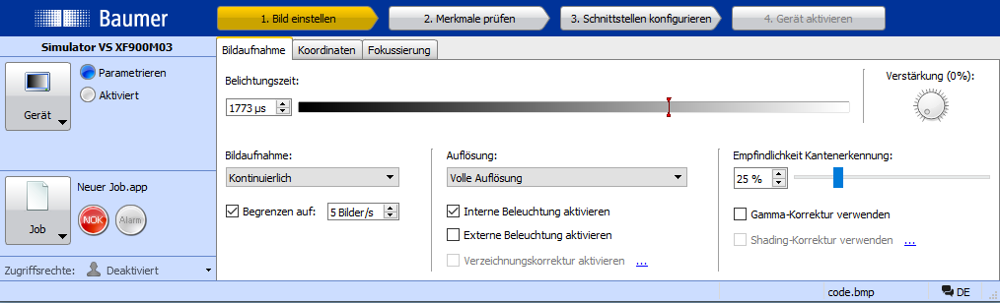 Baumer
1. Bild einstellen
2. Merkmale prüfen
3. Schnittstellen konfigurieren
4. Gerät aktivieren
Simulator VS XF900M03
Gerät
Parametrieren
Aktiviert
Job
Neuer Job.app
NOK
Alarm
Zugriffsrechte: Deaktiviert
Bildaufnahme
Koordinaten
Fokussierung
Belichtungszeit:
1773 µs
Verstärkung (0%):
Bildaufnahme:
Kontinuierlich
Begrenzen auf: 5 Bilder/s
Auflösung:
Volle Auflösung
Interne Beleuchtung aktivieren
Externe Beleuchtung aktivieren
Verzeichnungskorrektur aktivieren ...
Empfindlichkeit Kantenerkennung:
25 %
Gamma-Korrektur verwenden
Shading-Korrektur verwenden ...
code.bmp
DE